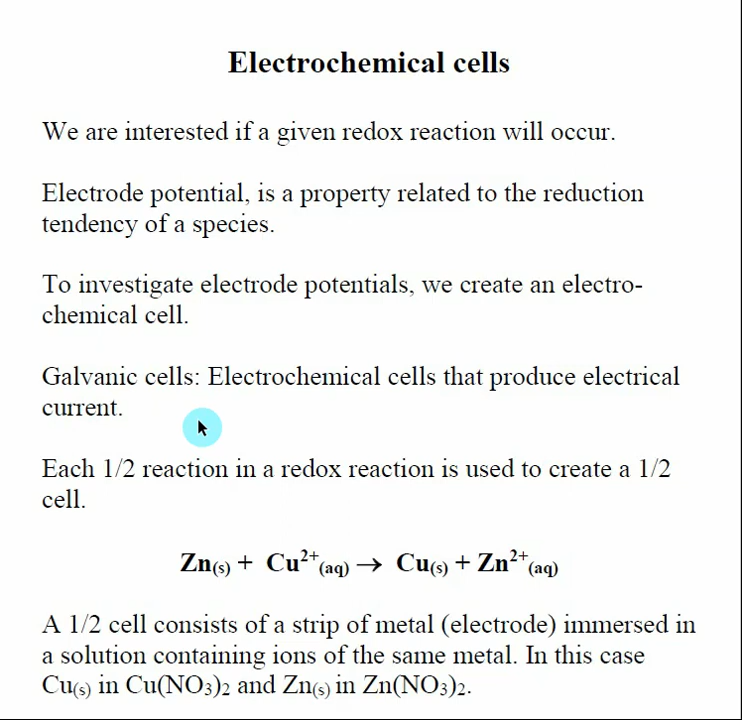 Electrochemical cells
We are interested if a given redox reaction will occur.
Electrode potential, is a property related to the reduction
tendency of a species.
To investigate electrode potentials, we create an electro-
chemical cell.
Galvanic cells: Electrochemical cells that produce electrical
current.
Each 1/2 reaction in a redox reaction is used to create a 1/2
cell.
Zn(s) + Cu²⁺(aq) → Cu(s) + Zn²⁺(aq)
A 1/2 cell consists of a strip of metal (electrode) immersed in
a solution containing ions of the same metal. In this case
Cu(s) in Cu(NO₃)₂ and Zn(s) in Zn(NO₃)₂.